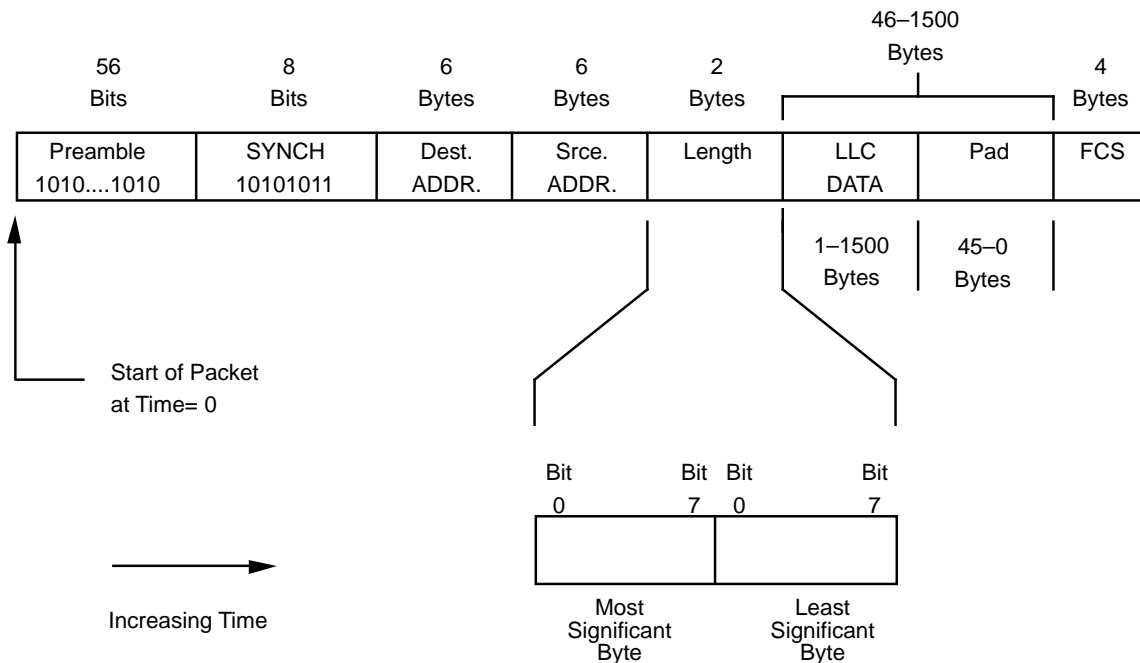 46–1500
Bytes
56
Bits
8
Bits
6
Bytes
6
Bytes
2
Bytes
4
Bytes
Preamble
1010....1010
SYNCH
10101011
Dest.
ADDR.
Srce.
ADDR.
Length
LLC
DATA
Pad
FCS
1–1500
Bytes
45–0
Bytes
Start of Packet
at Time= 0
Bit
0
Bit
7
Bit
0
Bit
7
Increasing Time
Most
Significant
Byte
Least
Significant
Byte